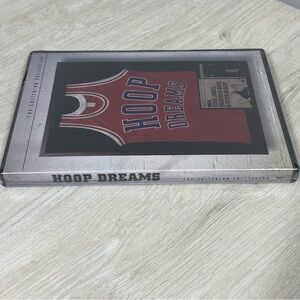 THE CRITERION COLLECTION
HOOP
DREAMS
HOOP DREAMS
THE CRITERION COLLECTION